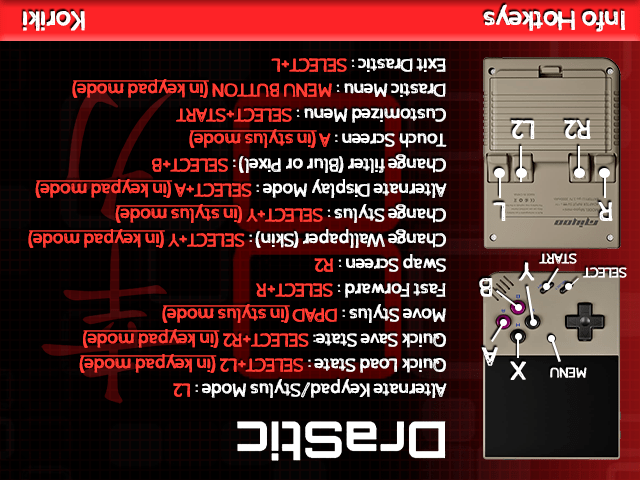 DraStic
Alternate Keypad/Stylus Mode : L2
Quick Load State: SELECT+L2 (in keypad mode)
Quick Save State: SELECT+R2 (in keypad mode)
Move Stylus : DPAD (in stylus mode)
Fast Forward : SELECT+R
Swap Screen : R2
Change Wallpaper (Skin) : SELECT+Y (in keypad mode)
Change Stylus : SELECT+Y (in stylus mode)
Alternate Display Mode : SELECT+A (in keypad mode)
Change filter (Blur or Pixel) : SELECT+B
Touch Screen : A (in stylus mode)
Customized Menu : SELECT+START
Drastic Menu : MENU BUTTON (in keypad mode)
Exit Drastic : SELECT+L
MENU
X
A
B
Y
SELECT
START
miyoo
R
L
R2
L2
Info Hotkeys
Koriki